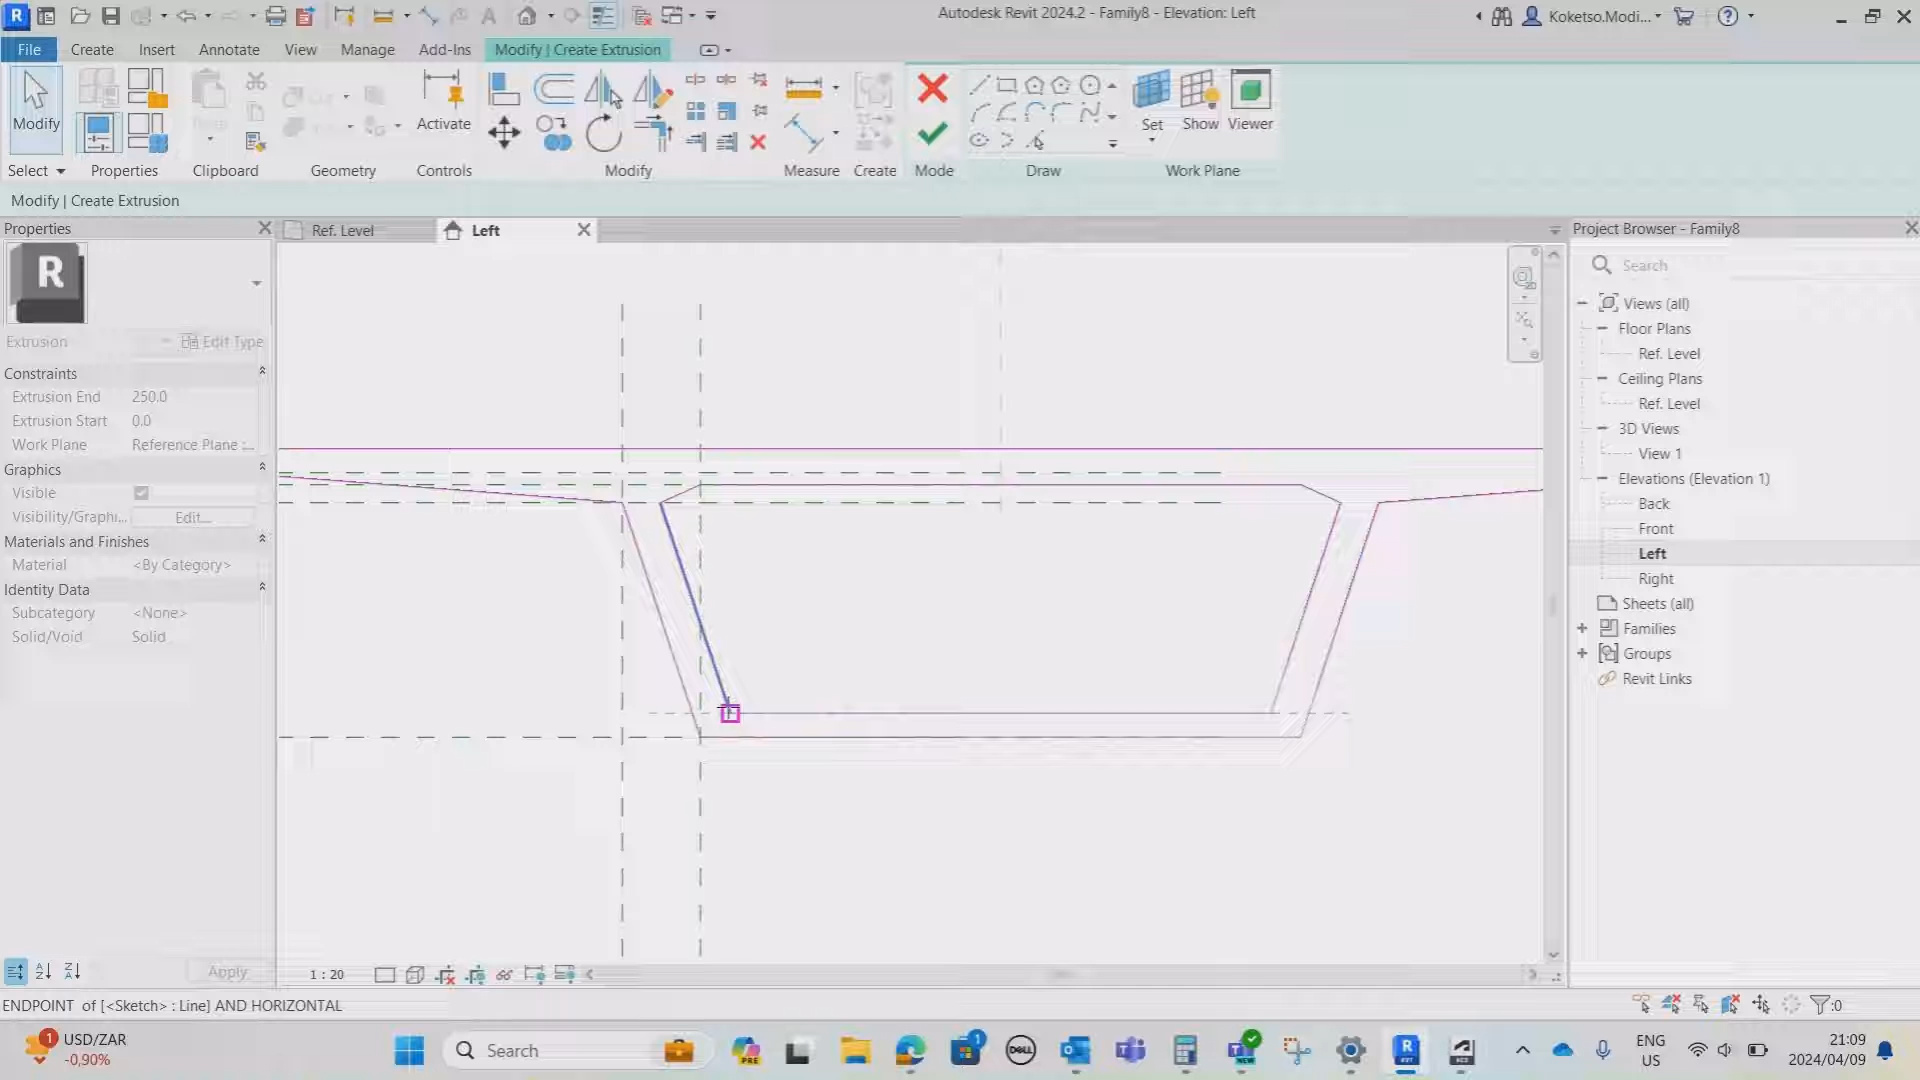 Autodesk Revit 2024.2 - Family8 - Elevation: Left
Koketso.Modi...
File
Create
Insert
Annotate
View
Manage
Add-Ins
Modify | Create Extrusion
Modify
Activate
Set
Show
Viewer
Select
Properties
Clipboard
Geometry
Controls
Modify
Measure
Create
Mode
Draw
Work Plane
Modify | Create Extrusion
Properties
R
Extrusion
Edit Type
Constraints
Extrusion End 250.0
Extrusion Start 0.0
Work Plane Reference Plane :...
Graphics
Visible
Visibility/Graphi... Edit...
Materials and Finishes
Material <By Category>
Identity Data
Subcategory <None>
Solid/Void Solid
Apply
Ref. Level
Left
1 : 20
Project Browser - Family8
Search
Views (all)
Floor Plans
Ref. Level
Ceiling Plans
Ref. Level
3D Views
View 1
Elevations (Elevation 1)
Back
Front
Left
Right
Sheets (all)
Families
Groups
Revit Links
ENDPOINT of [<Sketch> : Line] AND HORIZONTAL
:0
1
USD/ZAR
-0,90%
Search
PRE
1
DELL
NEW
R
ENG
US
21:09
2024/04/09